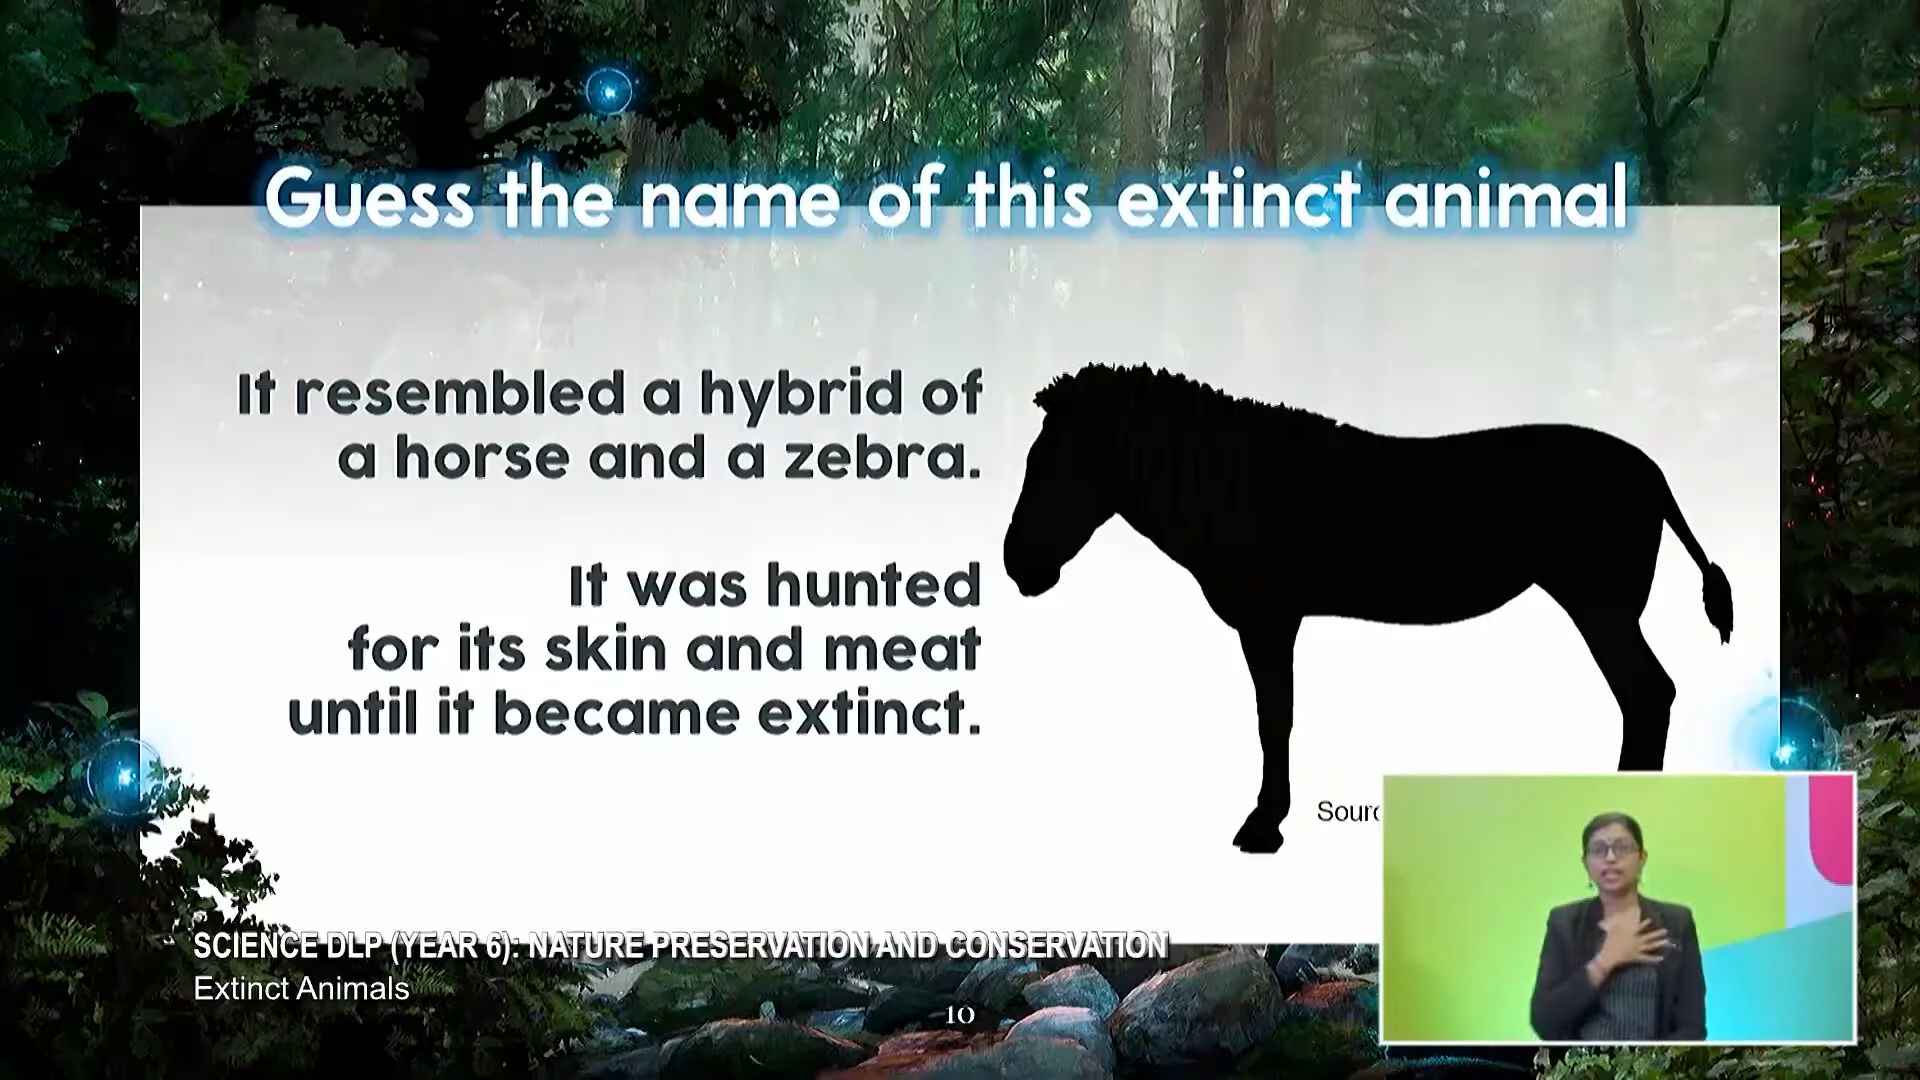 Guess the name of this extinct animal
It resembled a hybrid of
a horse and a zebra.
It was hunted
for its skin and meat
until it became extinct.
SCIENCE DLP (YEAR 6): NATURE PRESERVATION AND CONSERVATION
Extinct Animals
10